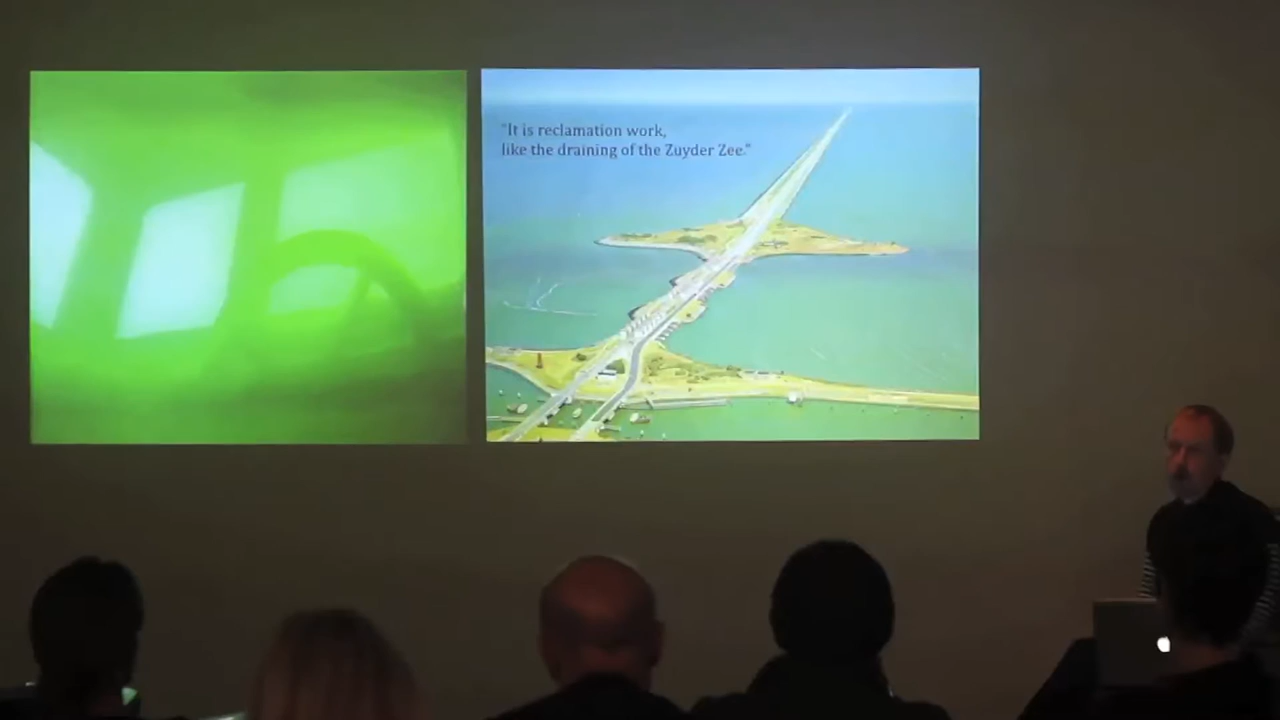 "It is reclamation work,
like the draining of the Zuyder Zee."